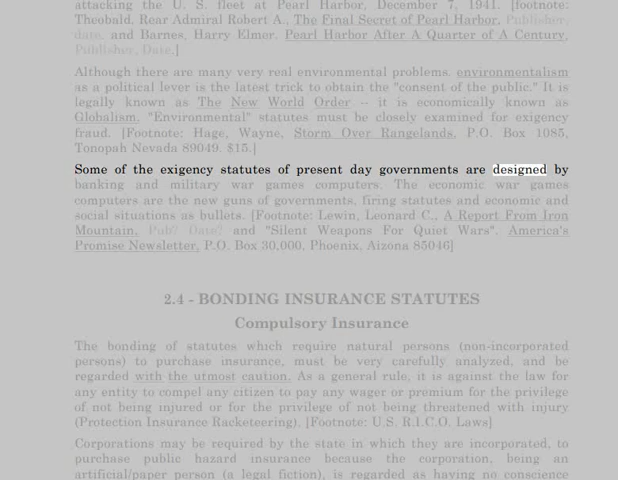 attacking the U. S. fleet at Pearl Harbor, December 7, 1941. [footnote:
Theobald, Rear Admiral Robert A., The Final Secret of Pearl Harbor, Publisher,
date, and Barnes, Harry Elmer. Pearl Harbor After A Quarter of A Century,
Publisher, Date.]
Although there are many very real environmental problems, environmentalism
as a political lever is the latest trick to obtain the "consent of the public." It is
legally known as The New World Order -- it is economically known as
Globalism. "Environmental" statutes must be closely examined for exigency
fraud. [Footnote: Hage, Wayne, Storm Over Rangelands, P.O. Box 1085,
Tonopah Nevada 89049. $15.]
Some of the exigency statutes of present day governments are designed by
banking and military war games computers. The economic war games
computers are the new guns of governments, firing statutes and economic and
social situations as bullets. [Footnote: Lewin, Leonard C., A Report From Iron
Mountain, Pub? Date? and "Silent Weapons For Quiet Wars". America's
Promise Newsletter, P.O. Box 30,000, Phoenix, Aizona 85046]
2.4 - BONDING INSURANCE STATUTES
Compulsory Insurance
The bonding of statutes which require natural persons (non-incorporated
persons) to purchase insurance, must be very carefully analyzed, and be
regarded with the utmost caution. As a general rule, it is against the law for
any entity to compel any citizen to pay any wager or premium for the privilege
of not being injured or for the privilege of not being threatened with injury
(Protection Insurance Racketeering). [Footnote: U.S. R.I.C.O. Laws]
Corporations may be required by the state in which they are incorporated, to
purchase public hazard insurance because the corporation, being an
artificial/paper person (a legal fiction), is regarded as having no conscience